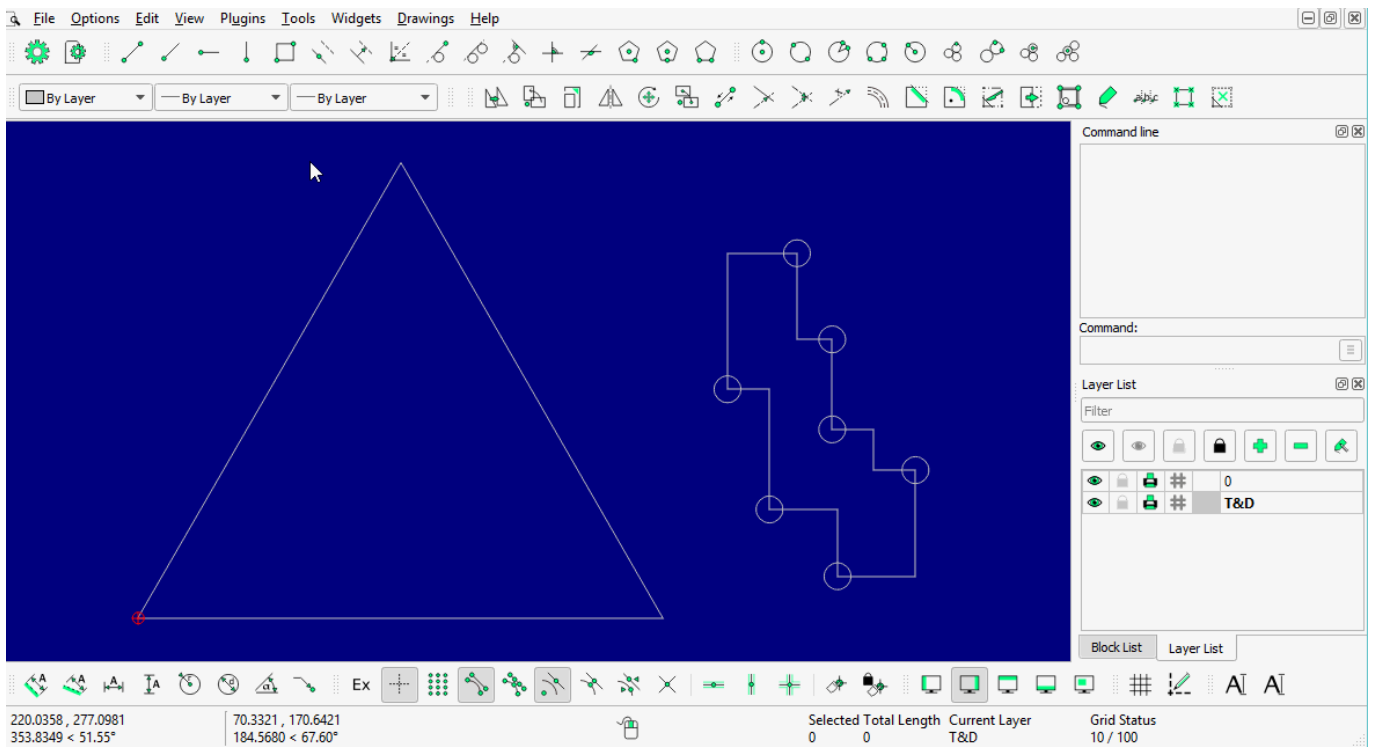 File Options Edit View Plugins Tools Widgets Drawings Help
By Layer By Layer By Layer
Command line
Command:
Layer List
Filter
0
T&D
Block List Layer List
Ex
220.0358 , 277.0981 70.3321 , 170.6421 Selected Total Length Current Layer Grid Status
353.8349 < 51.55° 184.5680 < 67.60° 0 0 T&D 10 / 100